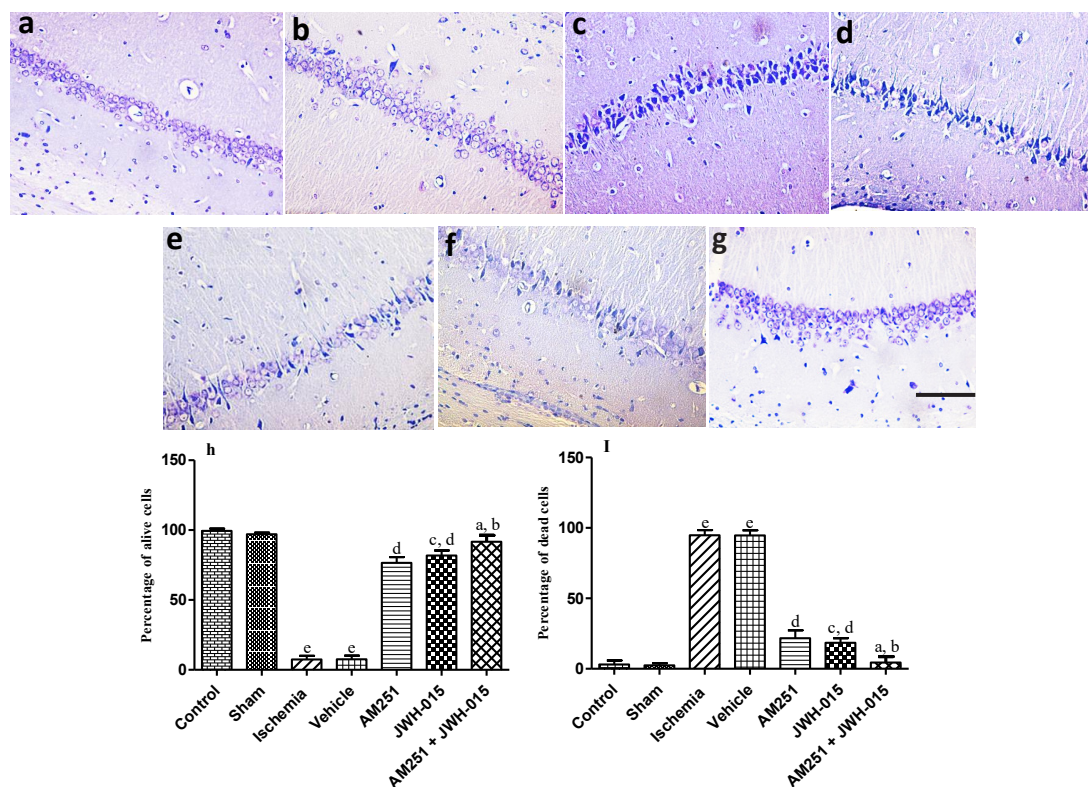 a
b
c
d
e
f
g
h
Percentage of alive cells
150
100
50
0
e
e
d
c, d
a, b
Control
Sham
Ischemia
Vehicle
AM251
JWH-015
AM251 + JWH-015
I
Percentage of dead cells
150
100
50
0
e
e
d
c, d
a, b
Control
Sham
Ischemia
Vehicle
AM251
JWH-015
AM251 + JWH-015